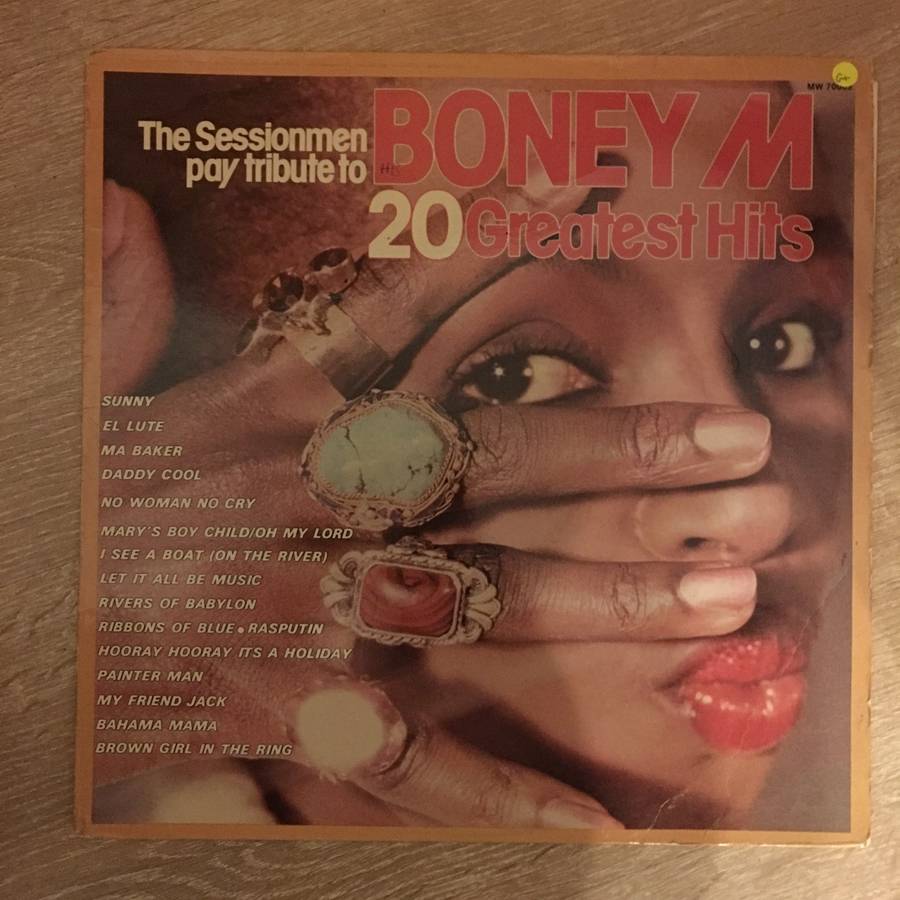 The Sessionmen
pay tribute to
BONEY M
20 Greatest Hits
SUNNY
EL LUTE
MA BAKER
DADDY COOL
NO WOMAN NO CRY
MARY'S BOY CHILD/OH MY LORD
I SEE A BOAT (ON THE RIVER)
LET IT ALL BE MUSIC
RIVERS OF BABYLON
RIBBONS OF BLUE • RASPUTIN
HOORAY HOORAY ITS A HOLIDAY
PAINTER MAN
MY FRIEND JACK
BAHAMA MAMA
BROWN GIRL IN THE RING
MW